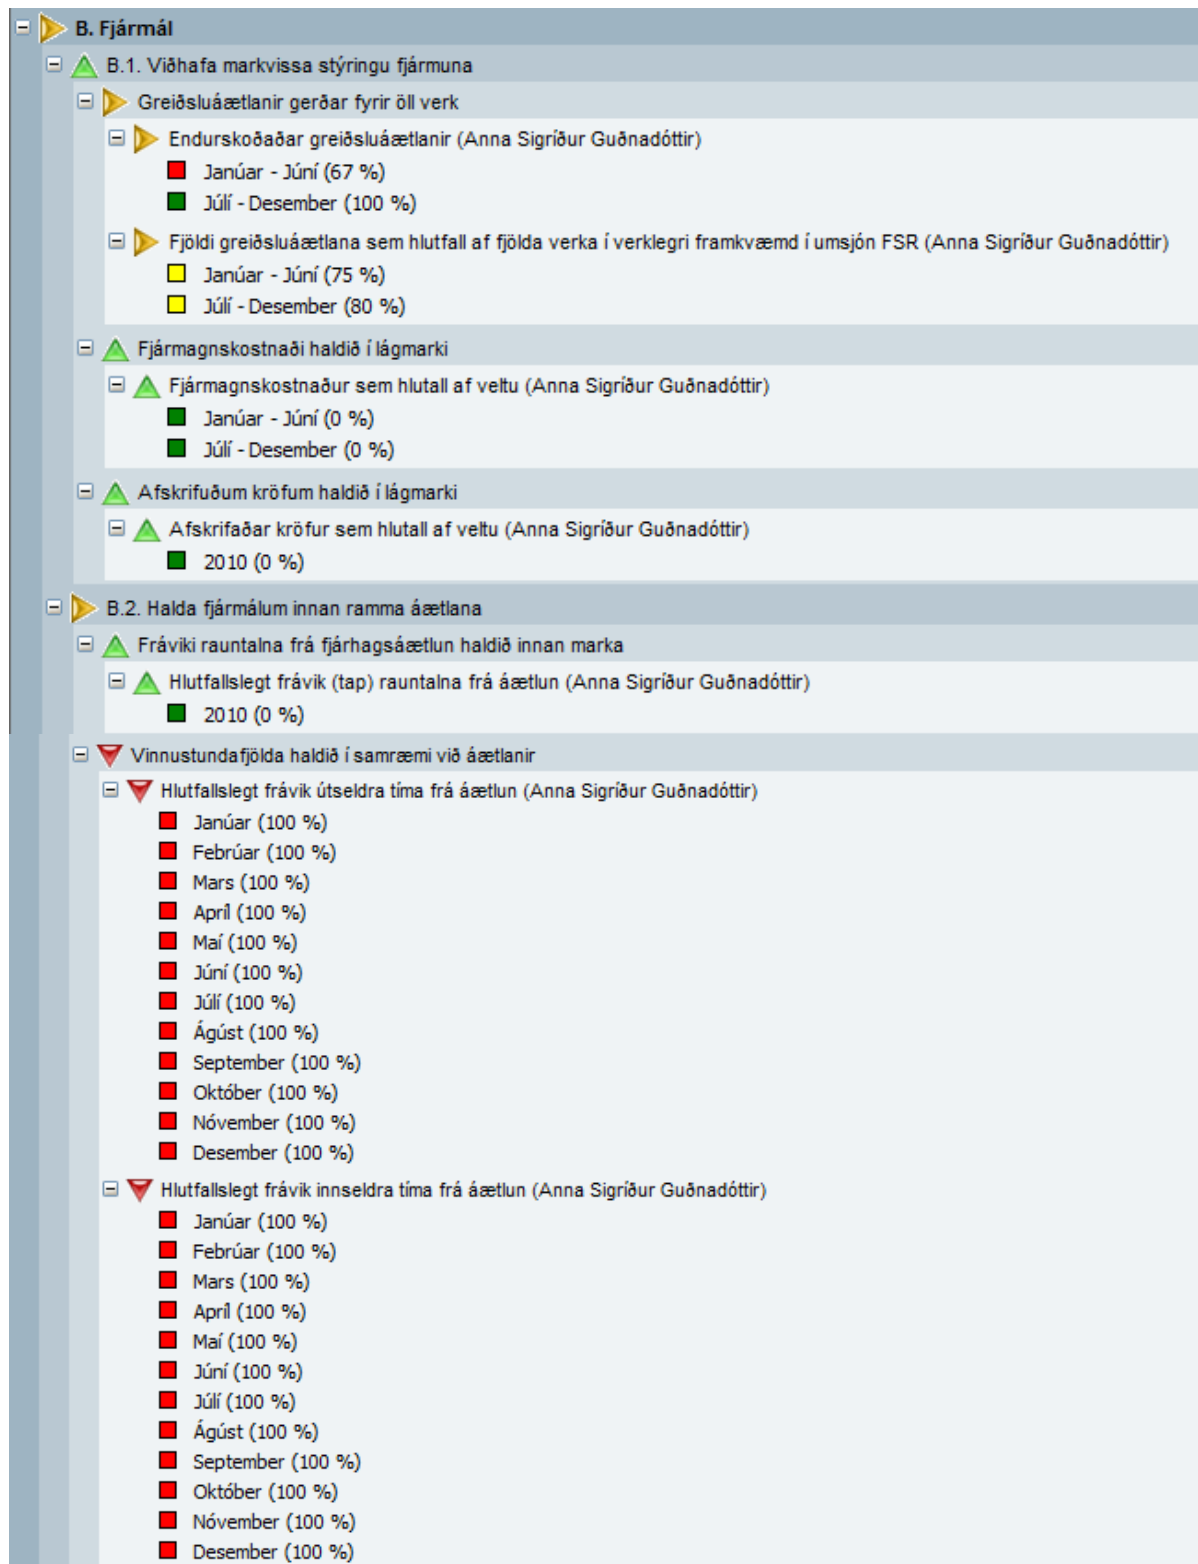 B. Fjármál
B.1. Viðhafa markvissa stýringu fjármuna
Greiðsluáætlanir gerðar fyrir öll verk
Endurskoðaðar greiðsluáætlanir (Anna Sigríður Guðnadóttir)
Janúar - Júní (67 %)
Júlí - Desember (100 %)
Fjöldi greiðsluáætlana sem hlutfall af fjölda verka í verklegri framkvæmd í umsjón FSR (Anna Sigríður Guðnadóttir)
Janúar - Júní (75 %)
Júlí - Desember (80 %)
Fjármagnskostnaði haldið í lágmarki
Fjármagnskostnaður sem hlutall af veltu (Anna Sigríður Guðnadóttir)
Janúar - Júní (0 %)
Júlí - Desember (0 %)
Afskrifuðum kröfum haldið í lágmarki
Afskrifaðar kröfur sem hlutall af veltu (Anna Sigríður Guðnadóttir)
2010 (0 %)
B.2. Halda fjármálum innan ramma áætlana
Fráviki rauntalna frá fjárhagsáætlun haldið innan marka
Hlutfallslegt frávik (tap) rauntalna frá áætlun (Anna Sigríður Guðnadóttir)
2010 (0 %)
Vinnustundafjölda haldið í samræmi við áætlanir
Hlutfallslegt frávik útseldra tíma frá áætlun (Anna Sigríður Guðnadóttir)
Janúar (100 %)
Febrúar (100 %)
Mars (100 %)
Apríl (100 %)
Maí (100 %)
Júní (100 %)
Júlí (100 %)
Ágúst (100 %)
September (100 %)
Október (100 %)
Nóvember (100 %)
Desember (100 %)
Hlutfallslegt frávik innseldra tíma frá áætlun (Anna Sigríður Guðnadóttir)
Janúar (100 %)
Febrúar (100 %)
Mars (100 %)
Apríl (100 %)
Maí (100 %)
Júní (100 %)
Júlí (100 %)
Ágúst (100 %)
September (100 %)
Október (100 %)
Nóvember (100 %)
Desember (100 %)